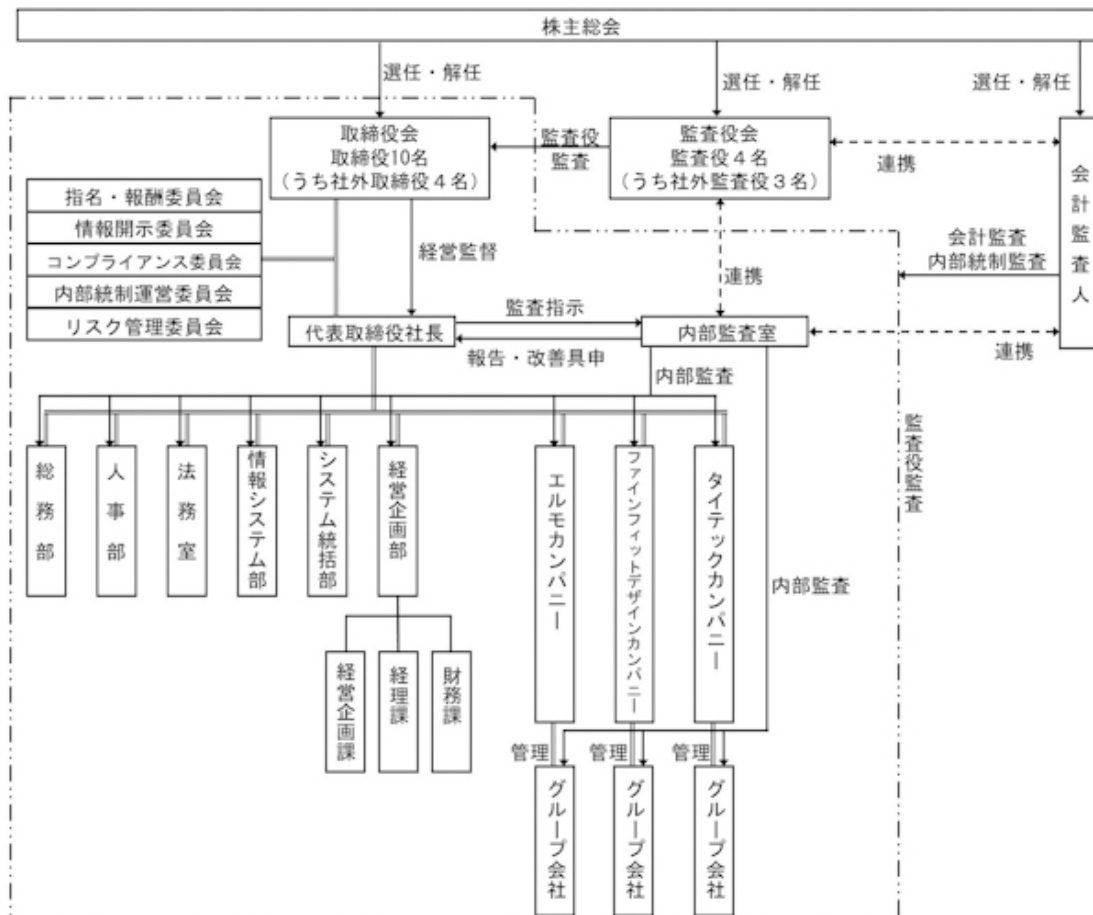 株主総会
選任・解任
選任・解任
選任・解任
取締役会
取締役10名
（うち社外取締役４名）
監査役
監査
監査役会
監査役４名
（うち社外監査役３名）
連携
会計監査人
指名・報酬委員会
情報開示委員会
コンプライアンス委員会
内部統制運営委員会
リスク管理委員会
経営監督
連携
会計監査
内部統制監査
代表取締役社長
監査指示
報告・改善具申
内部監査室
連携
内部監査
監査役監査
総務部
人事部
法務室
情報システム部
システム統括部
経営企画部
エルモカンパニー
ファインフィットデザインカンパニー
タイテックカンパニー
内部監査
経営企画課
経理課
財務課
管理
管理
管理
グループ会社
グループ会社
グループ会社